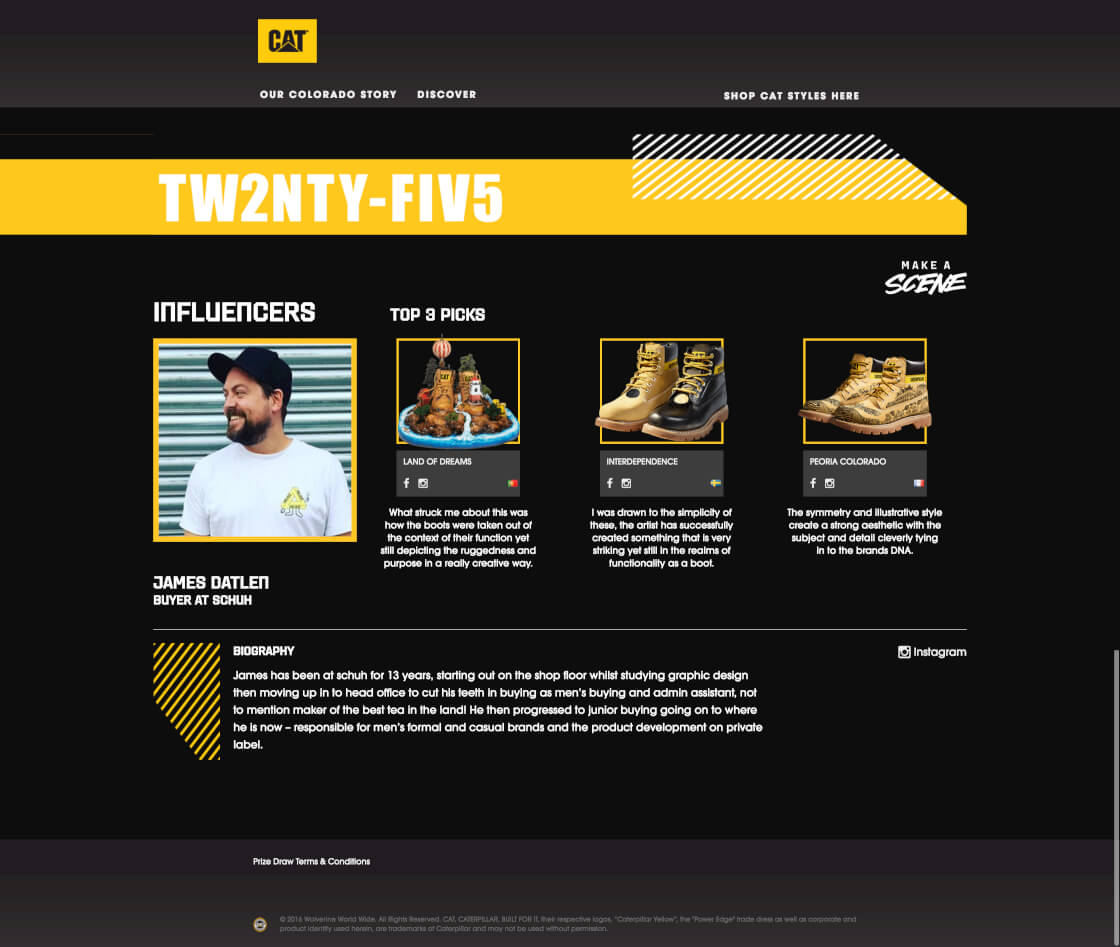 CAT
OUR COLORADO STORY
DISCOVER
SHOP CAT STYLES HERE
TW2NTY-FIV5
MAKE A
SCENE
INFLUENCERS
TOP 3 PICKS
LAND OF DREAMS
What struck me about this was
how the boots were taken out of
the context of their function yet
still depicting the ruggedness and
purpose in a really creative way.
INTERDEPENDENCE
I was drawn to the simplicity of
these, the artist has successfully
created something that is very
striking yet still in the realms of
functionality as a boot.
PEORIA COLORADO
The symmetry and illustrative style
create a strong aesthetic with the
subject and detail cleverly tying
in to the brands DNA.
JAMES DATLEN
BUYER AT SCHUH
BIOGRAPHY
Instagram
James has been at schuh for 13 years, starting out on the shop floor whilst studying graphic design
then moving up in to head office to cut his teeth in buying as men's buying and admin assistant, not
to mention maker of the best tea in the land! He then progressed to junior buying going on to where
he is now – responsible for men's formal and casual brands and the product development on private
label.
Prize Draw Terms & Conditions
© 2016 Wolverine World Wide. All Rights Reserved. CAT, CATERPILLAR, BUILT FOR IT, their respective logos, "Caterpillar Yellow", the "Power Edge" trade dress as well as corporate and
product identity used herein, are trademarks of Caterpillar and may not be used without permission.